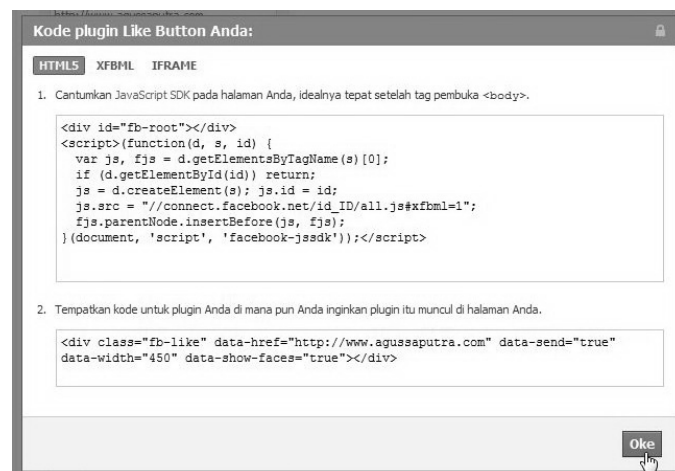 http://www.agussaputra.com
Kode plugin Like Button Anda:
HTML5 XFBML IFRAME
1. Cantumkan JavaScript SDK pada halaman Anda, idealnya tepat setelah tag pembuka <body>.
<div id="fb-root"></div>
<script>(function(d, s, id) {
  var js, fjs = d.getElementsByTagName(s)[0];
  if (d.getElementById(id)) return;
  js = d.createElement(s); js.id = id;
  js.src = "//connect.facebook.net/id_ID/all.js#xfbml=1";
  fjs.parentNode.insertBefore(js, fjs);
}(document, 'script', 'facebook-jssdk'));</script>
2. Tempatkan kode untuk plugin Anda di mana pun Anda inginkan plugin itu muncul di halaman Anda.
<div class="fb-like" data-href="http://www.agussaputra.com" data-send="true"
data-width="450" data-show-faces="true"></div>
Oke